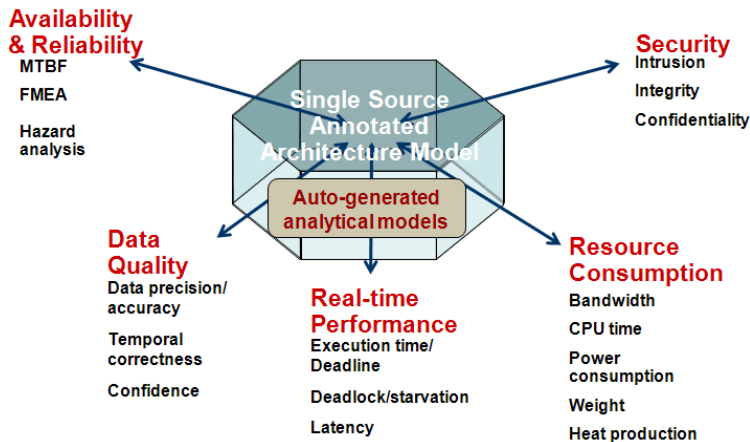 Availability
& Reliability
MTBF
FMEA
Hazard
analysis
Single Source
Annotated
Architecture Model
Auto-generated
analytical models
Security
Intrusion
Integrity
Confidentiality
Data
Quality
Data precision/
accuracy
Temporal
correctness
Confidence
Real-time
Performance
Execution time/
Deadline
Deadlock/starvation
Latency
Resource
Consumption
Bandwidth
CPU time
Power
consumption
Weight
Heat production